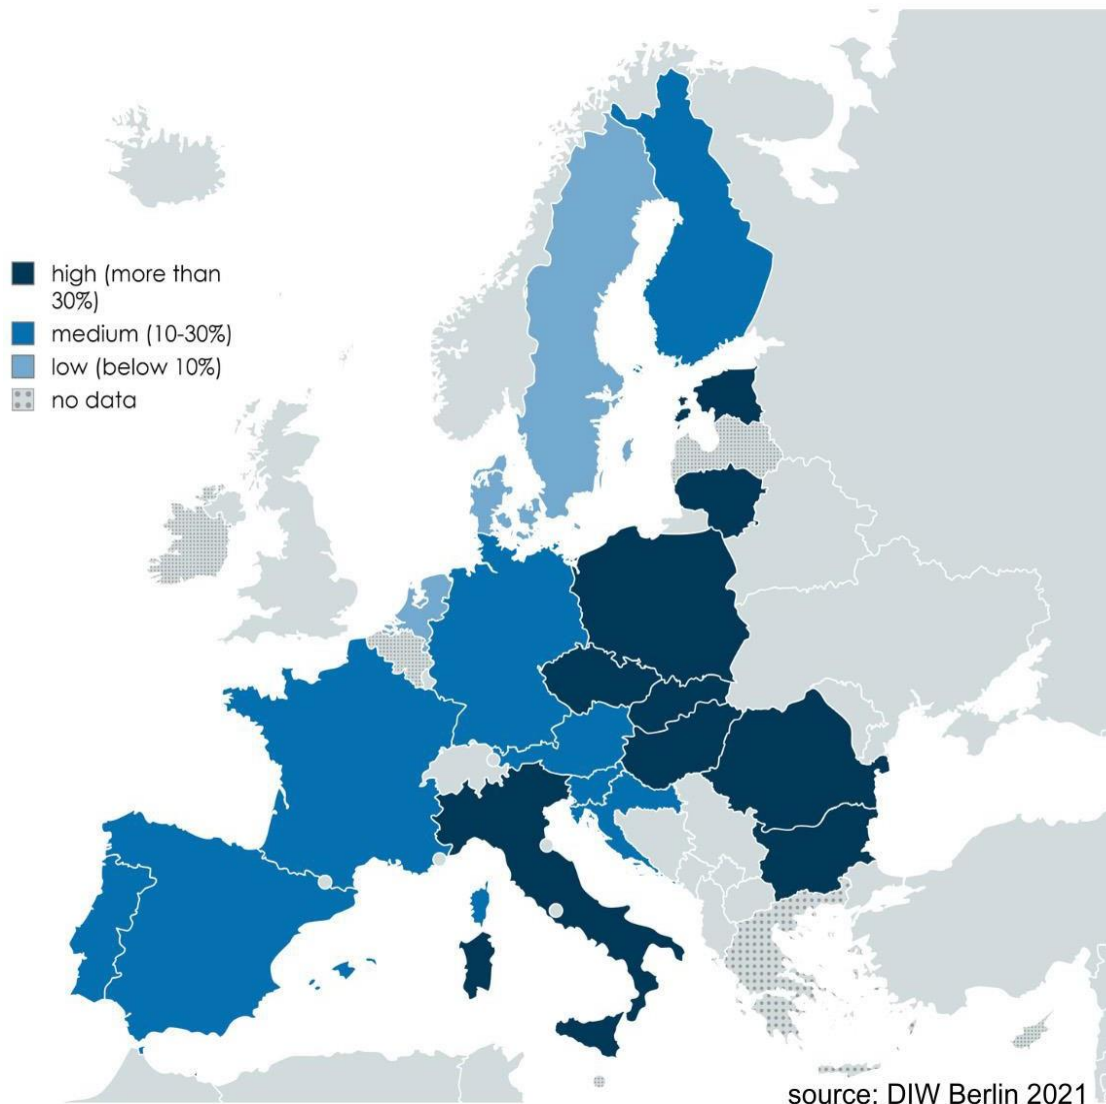 high (more than
30%)
medium (10-30%)
low (below 10%)
no data
source: DIW Berlin 2021